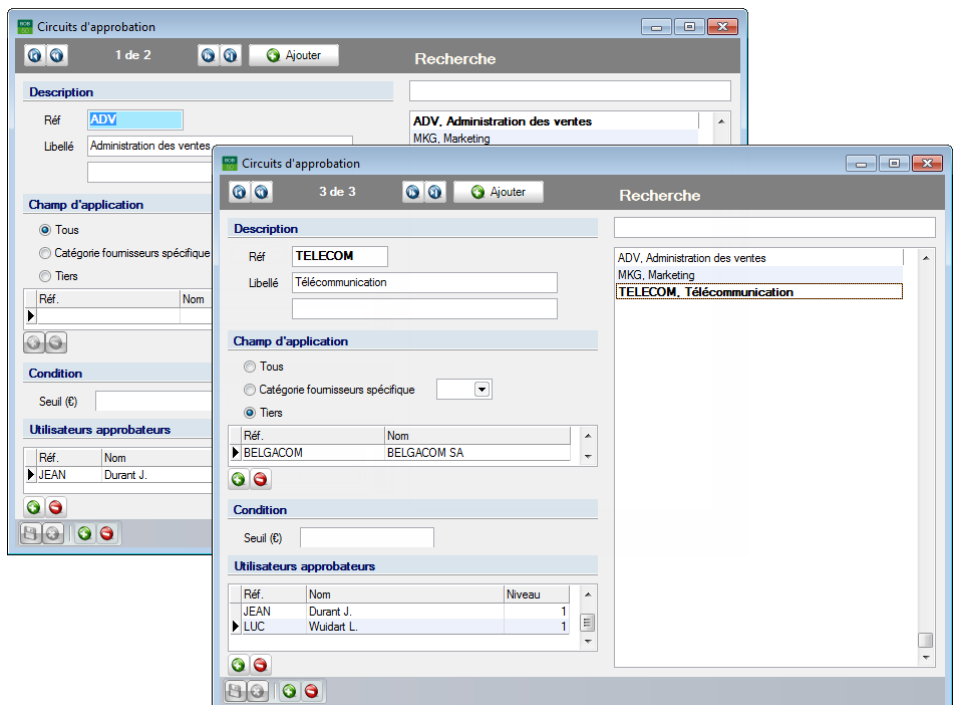 Circuits d'approbation
1 de 2
Ajouter
Recherche
Description
Réf ADV
Libellé Administration des ventes
ADV, Administration des ventes
MKG, Marketing
Champ d'application
Tous
Catégorie fournisseurs spécifique
Tiers
Réf. Nom
Condition
Seuil (€)
Utilisateurs approbateurs
Réf. Nom
JEAN Durant J.
Circuits d'approbation
3 de 3
Ajouter
Recherche
Description
Réf TELECOM
Libellé Télécommunication
ADV, Administration des ventes
MKG, Marketing
TELECOM, Télécommunication
Champ d'application
Tous
Catégorie fournisseurs spécifique
Tiers
Réf. Nom
BELGACOM BELGACOM SA
Condition
Seuil (€)
Utilisateurs approbateurs
Réf. Nom Niveau
JEAN Durant J. 1
LUC Wuidart L. 1